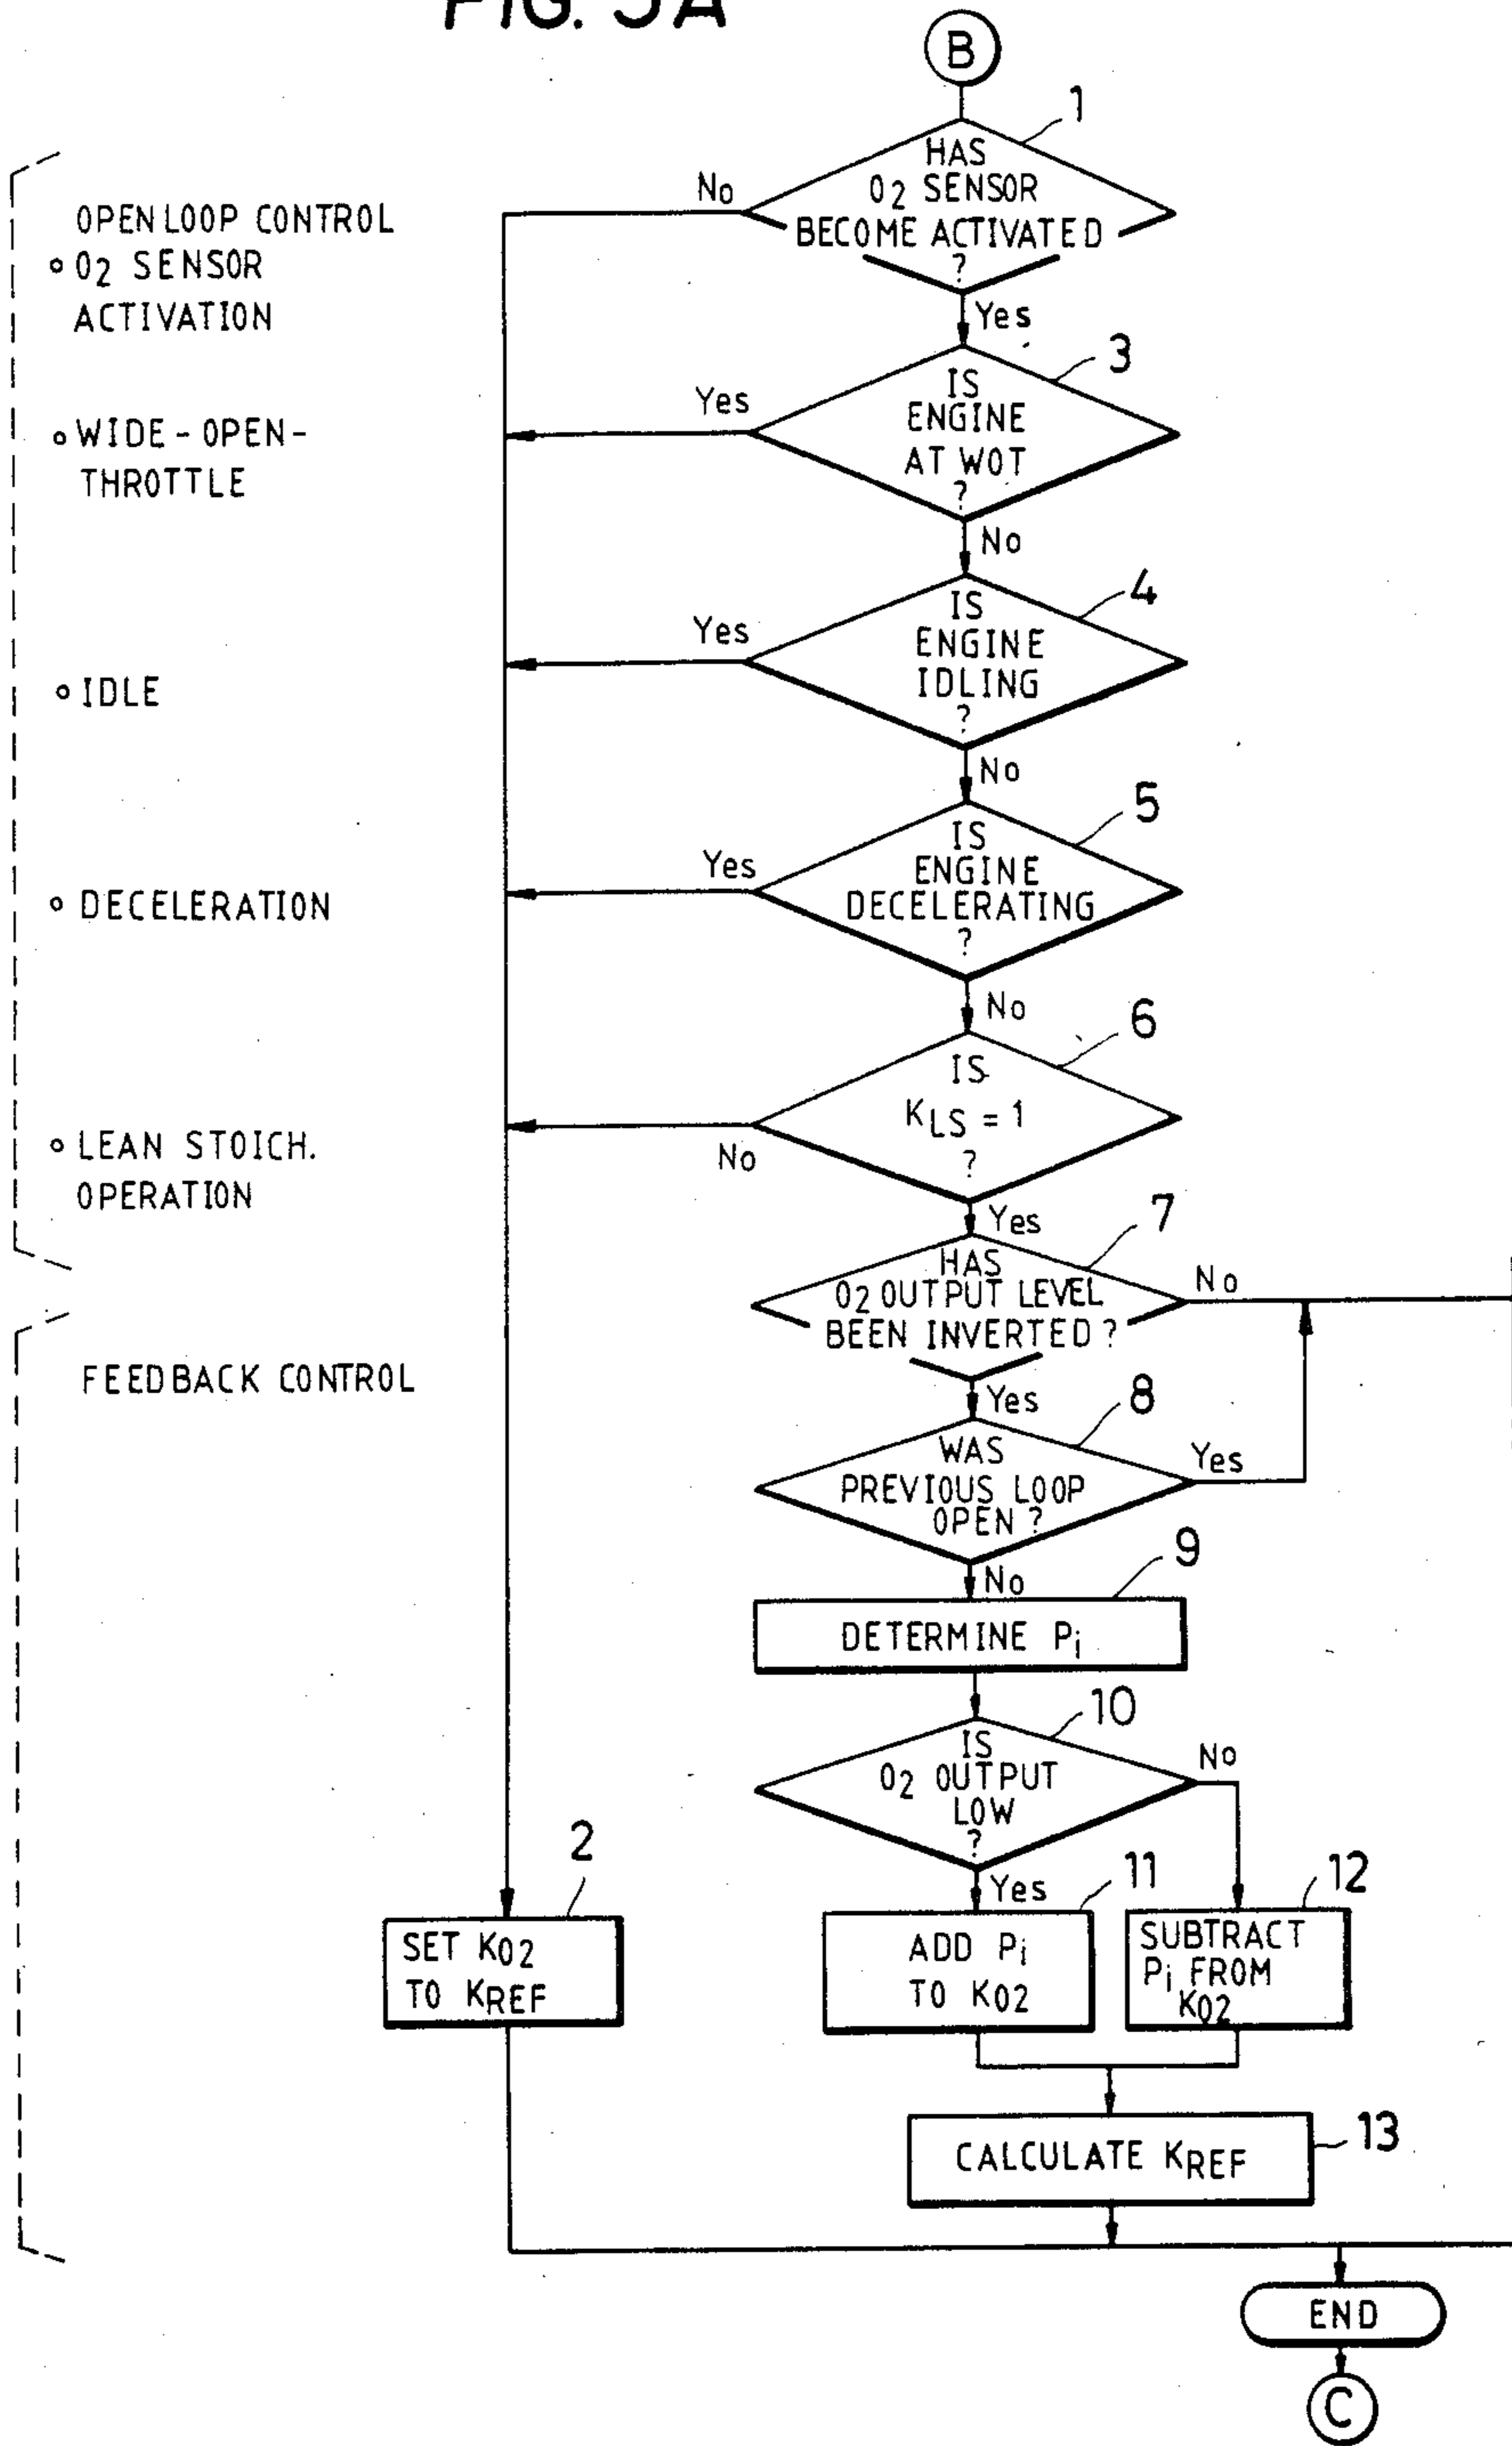 FIG. 5A
B
1
HAS
O2 SENSOR
BECOME ACTIVATED
?
No
Yes
OPEN LOOP CONTROL
O2 SENSOR
ACTIVATION
3
IS
ENGINE
AT WOT
?
Yes
No
WIDE-OPEN-
THROTTLE
4
IS
ENGINE
IDLING
?
Yes
No
IDLE
5
IS
ENGINE
DECELERATING
?
Yes
No
DECELERATION
6
IS
KLS = 1
?
No
Yes
LEAN STOICH.
OPERATION
7
HAS
O2 OUTPUT LEVEL
BEEN INVERTED ?
No
Yes
FEEDBACK CONTROL
8
WAS
PREVIOUS LOOP
OPEN ?
Yes
No
9
DETERMINE Pi
10
IS
O2 OUTPUT
LOW
?
No
Yes
2
SET KO2
TO KREF
11
ADD Pi
TO KO2
12
SUBTRACT
Pi FROM
KO2
13
CALCULATE KREF
END
C